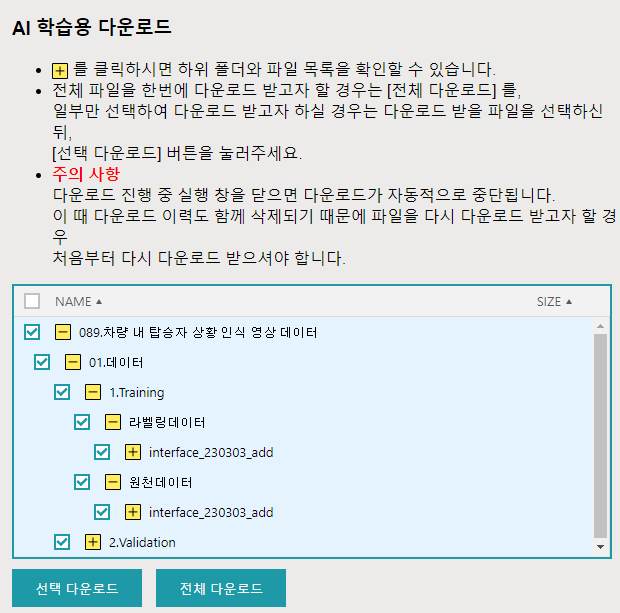 AI 학습용 다운로드
를 클릭하시면 하위 폴더와 파일 목록을 확인할 수 있습니다.
전체 파일을 한번에 다운로드 받고자 할 경우는 [전체 다운로드] 를,
일부만 선택하여 다운로드 받고자 하실 경우는 다운로드 받을 파일을 선택하신
뒤,
[선택 다운로드] 버튼을 눌러주세요.
주의 사항
다운로드 진행 중 실행 창을 닫으면 다운로드가 자동적으로 중단됩니다.
이 때 다운로드 이력도 함께 삭제되기 때문에 파일을 다시 다운로드 받고자 할 경
우
처음부터 다시 다운로드 받으셔야 합니다.
NAME ▲ SIZE ▲
089.차량 내 탑승자 상황 인식 영상 데이터
01.데이터
1.Training
라벨링데이터
interface_230303_add
원천데이터
interface_230303_add
2.Validation
선택 다운로드 전체 다운로드